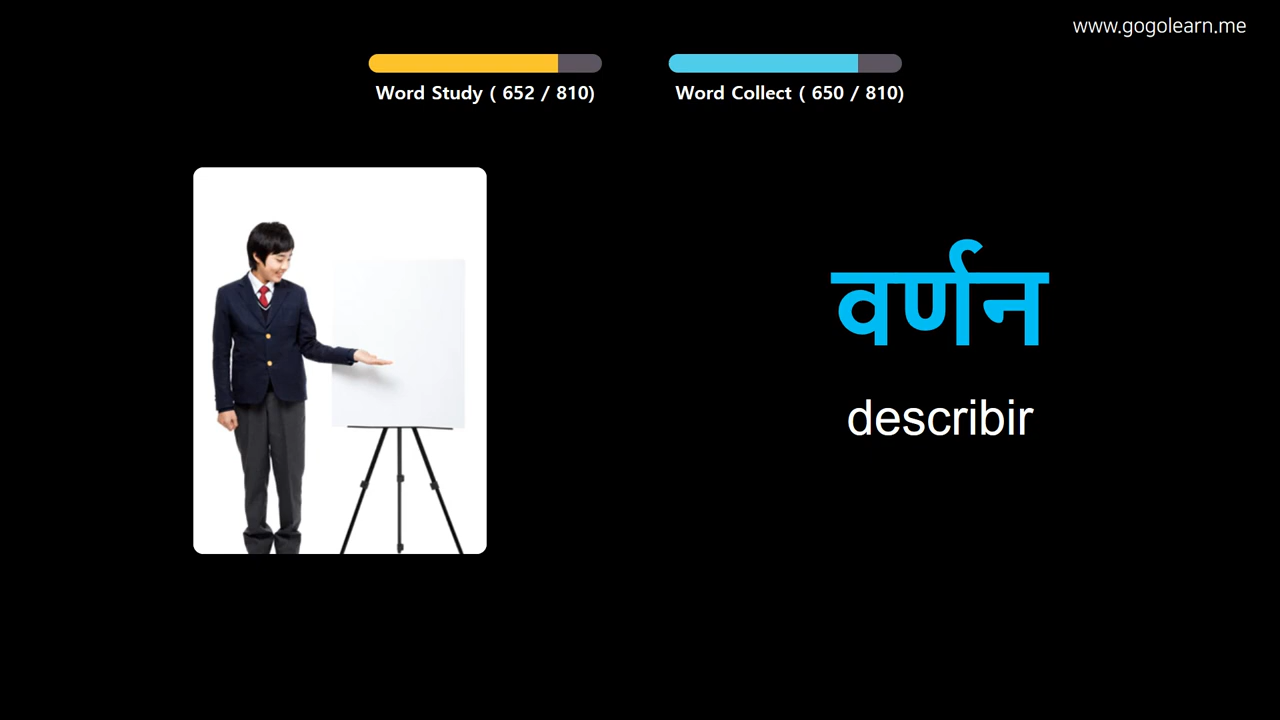 www.gogolearn.me
Word Study ( 652 / 810)
Word Collect ( 650 / 810)
वर्णन
describir